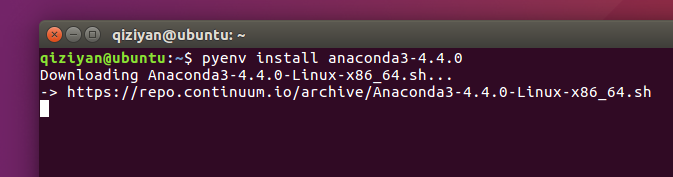 qiziyan@ubuntu: ~
qiziyan@ubuntu:~$ pyenv install anaconda3-4.4.0
Downloading Anaconda3-4.4.0-Linux-x86_64.sh...
-> https://repo.continuum.io/archive/Anaconda3-4.4.0-Linux-x86_64.sh